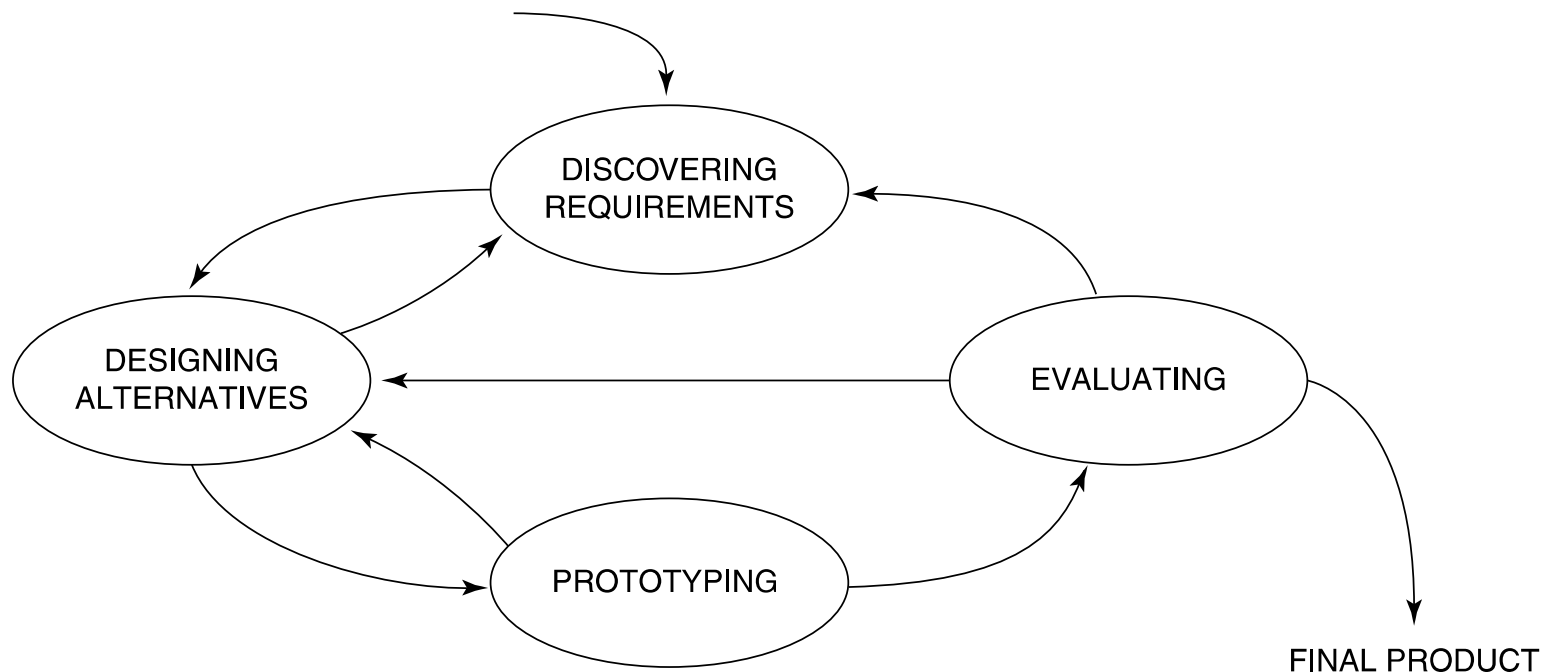 DISCOVERING
REQUIREMENTS
DESIGNING
ALTERNATIVES
EVALUATING
PROTOTYPING
FINAL PRODUCT